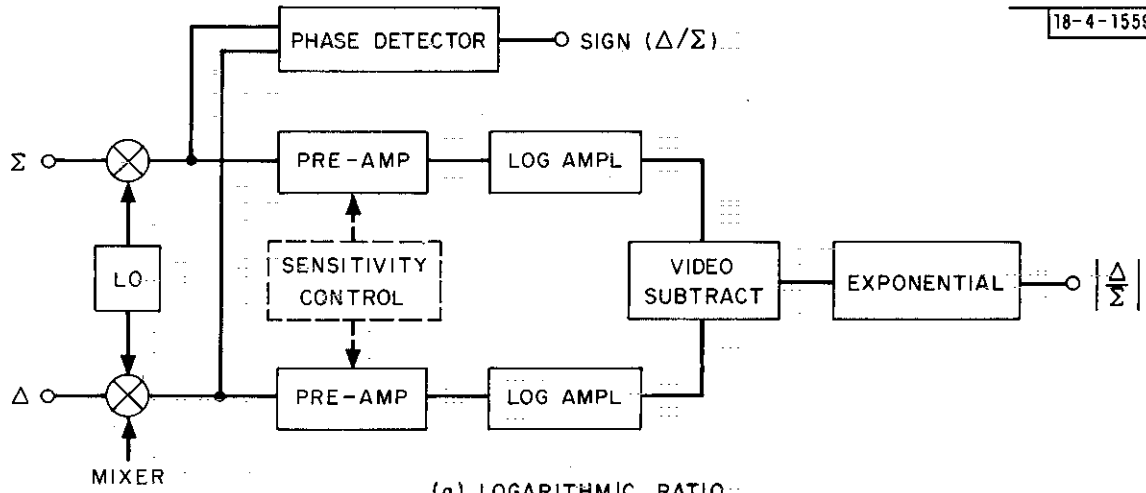 18-4-1559
PHASE DETECTOR
SIGN (Δ/Σ)
Σ
PRE-AMP
LOG AMPL
LO
SENSITIVITY
CONTROL
VIDEO
SUBTRACT
EXPONENTIAL
|Δ/Σ|
Δ
PRE-AMP
LOG AMPL
MIXER
(a) LOGARITHMIC RATIO